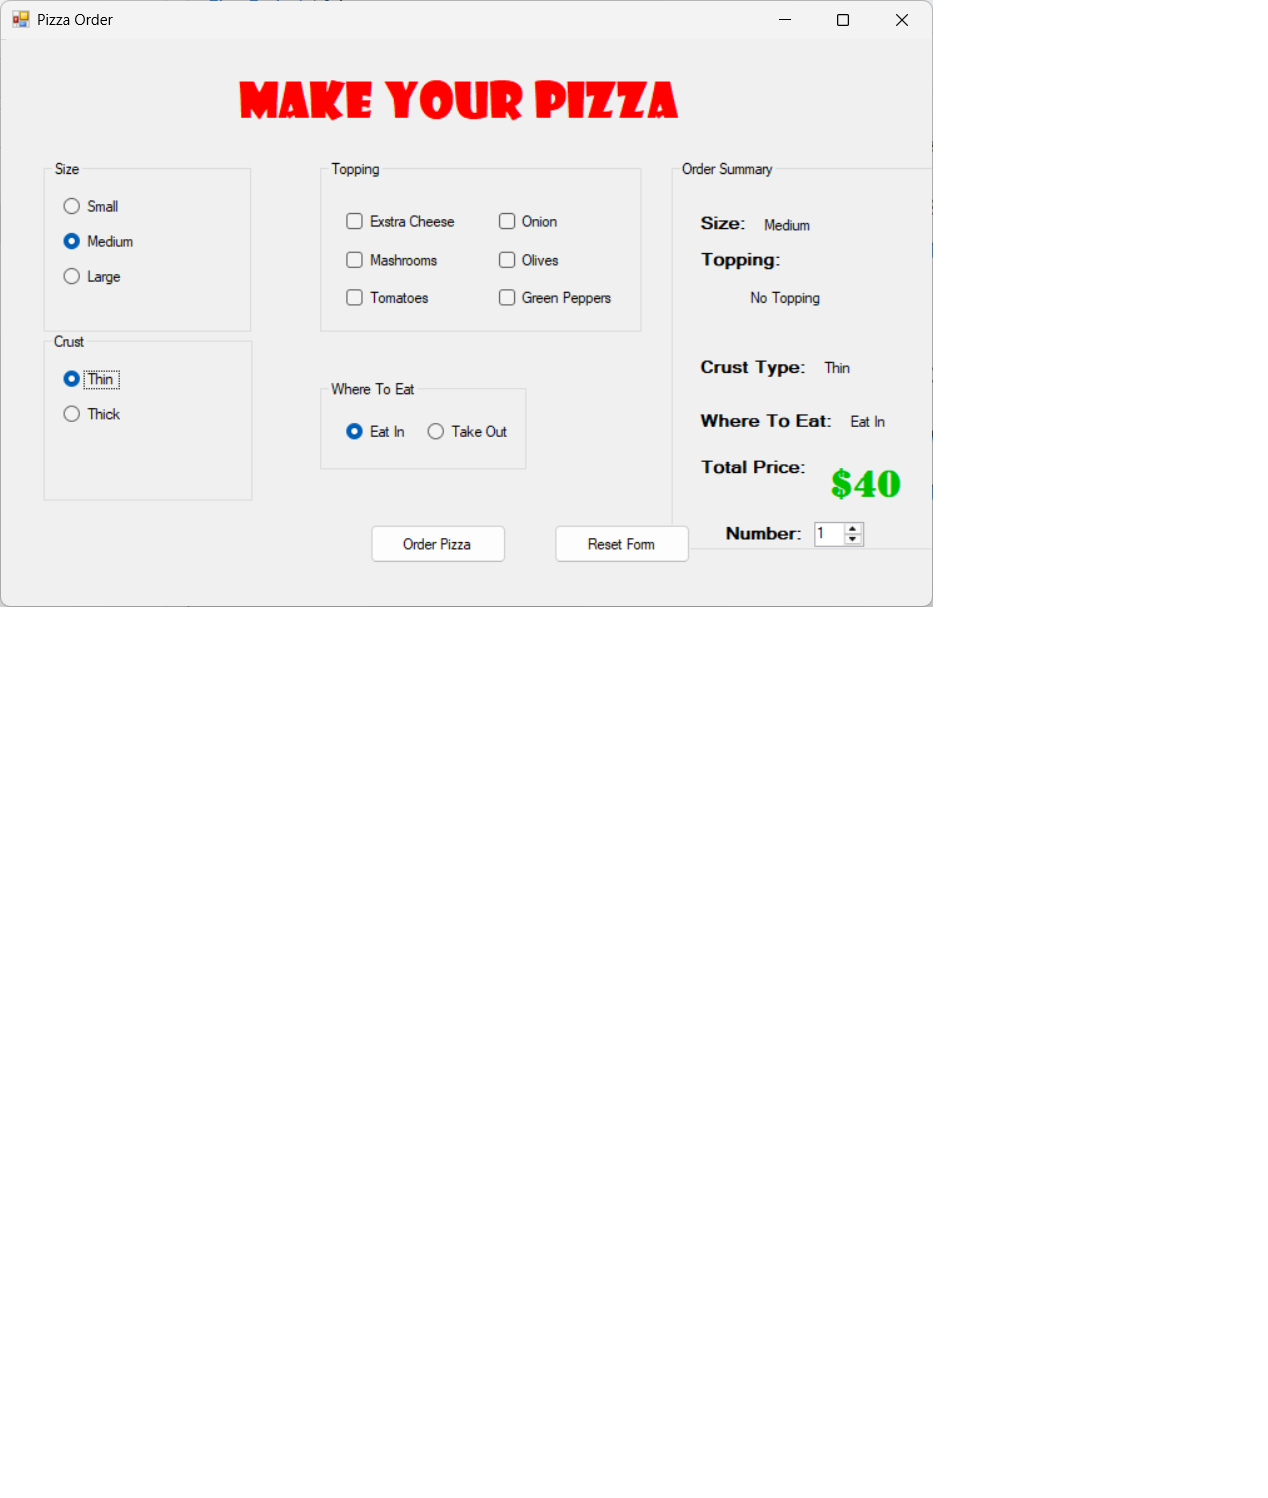 Pizza Order
MAKE YOUR PIZZA
Size
Small
Medium
Large
Crust
Thin
Thick
Topping
Exstra Cheese
Onion
Mashrooms
Olives
Tomatoes
Green Peppers
Where To Eat
Eat In
Take Out
Order Pizza
Reset Form
Order Summary
Size: Medium
Topping:
No Topping
Crust Type: Thin
Where To Eat: Eat In
Total Price: $40
Number: 1